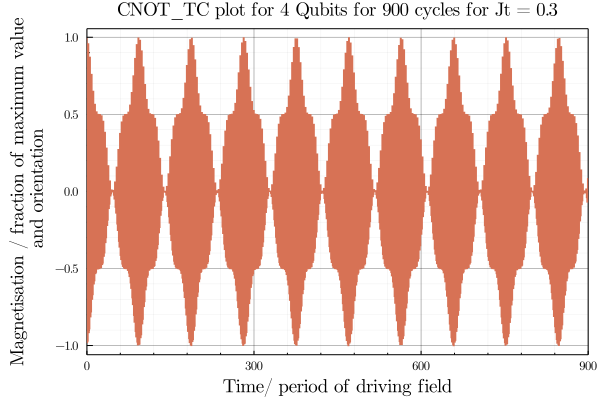 CNOT_TC plot for 4 Qubits for 900 cycles for Jt = 0.3
Magnetisation / fraction of maximum value
and orientation
1.0
0.5
0.0
−0.5
−1.0
0
300
600
900
Time/ period of driving field